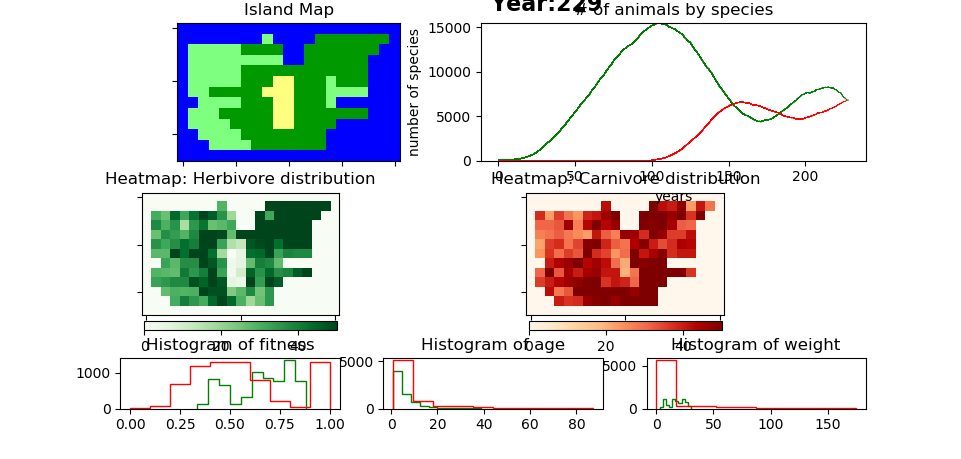 Year:229
Island Map
# of animals by species
number of species
15000
10000
5000
0
0 50 100 150 200
years
Heatmap: Herbivore distribution
Heatmap: Carnivore distribution
0 20 40
0 20 40
Histogram of fitness
Histogram of age
Histogram of weight
1000
0
0.00 0.25 0.50 0.75 1.00
5000
0
0 20 40 60 80
5000
0
0 50 100 150